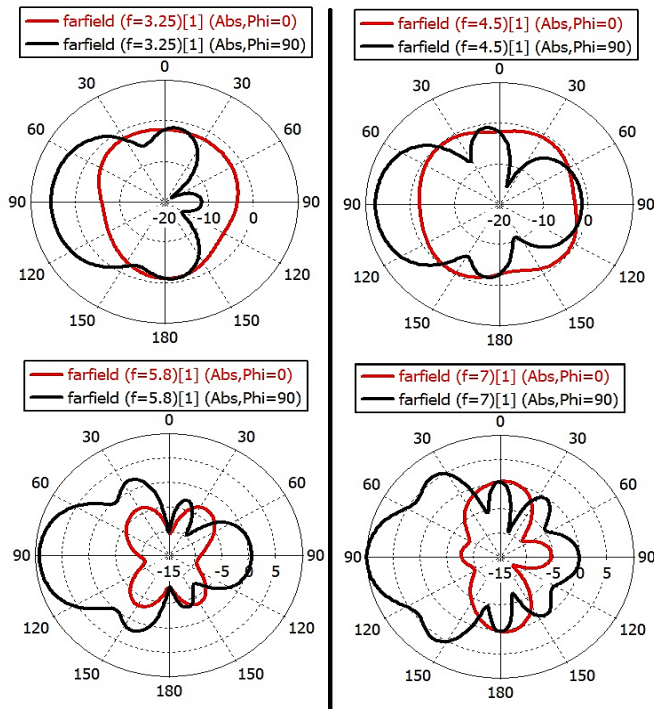 farfield (f=3.25)[1] (Abs,Phi=0)
farfield (f=3.25)[1] (Abs,Phi=90)
0
30 30
60 60
90 -20 -10 0 90
120 120
150 150
180
farfield (f=4.5)[1] (Abs,Phi=0)
farfield (f=4.5)[1] (Abs,Phi=90)
0
30 30
60 60
90 -20 -10 0 90
120 120
150 150
180
farfield (f=5.8)[1] (Abs,Phi=0)
farfield (f=5.8)[1] (Abs,Phi=90)
0
30 30
60 60
90 -15 -5 0 5 90
120 120
150 150
180
farfield (f=7)[1] (Abs,Phi=0)
farfield (f=7)[1] (Abs,Phi=90)
0
30 30
60 60
90 -15 -5 0 5 90
120 120
150 150
180